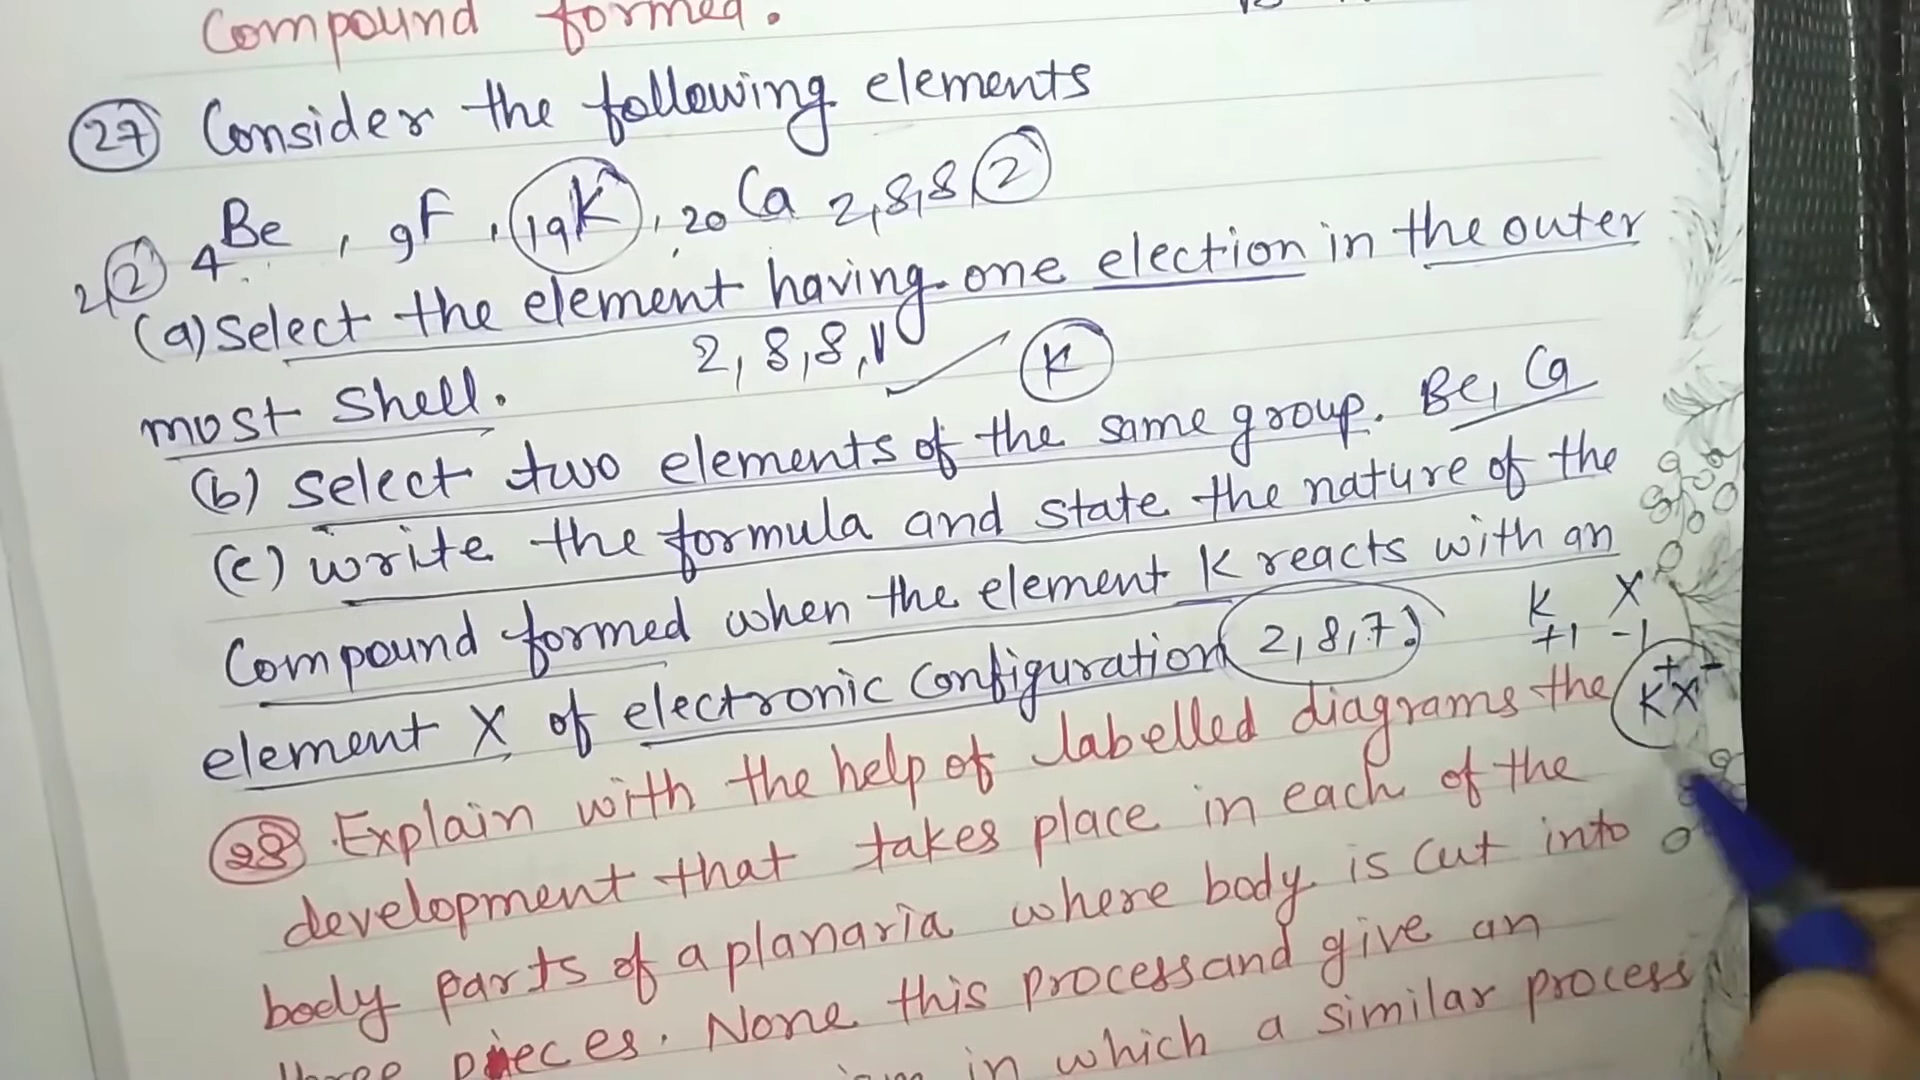 Compound formed.
27 Consider the following elements
4Be , 9F , 19K , 20Ca 2,8,8,2
2,2
(a) Select the element having one election in the outer
most shell. 2,8,8,1 K
(b) Select two elements of the same group. Be, Ca
(c) write the formula and state the nature of the
Compound formed when the element K reacts with an
element X of electronic configuration 2,8,7.)
K X
+1 -1
K+X-
28 Explain with the help of labelled diagrams the
development that takes place in each of the
body parts of a planaria where body is cut into
pieces. None this process and give an
in which a similar process